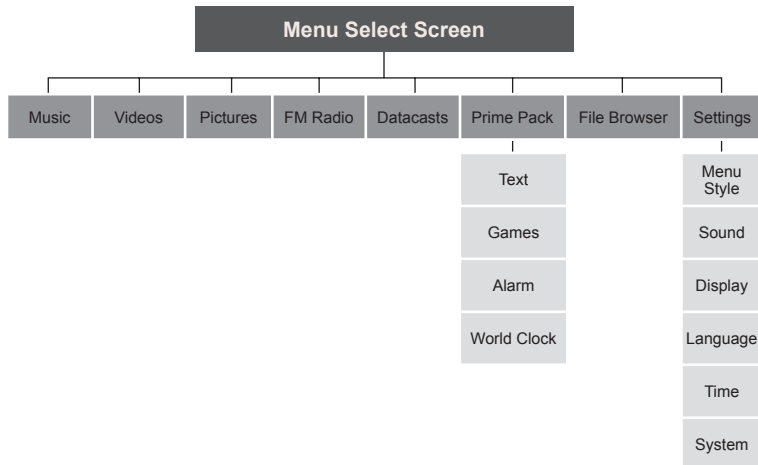 Menu Select Screen
Music
Videos
Pictures
FM Radio
Datacasts
Prime Pack
File Browser
Settings
Text
Games
Alarm
World Clock
Menu
Style
Sound
Display
Language
Time
System